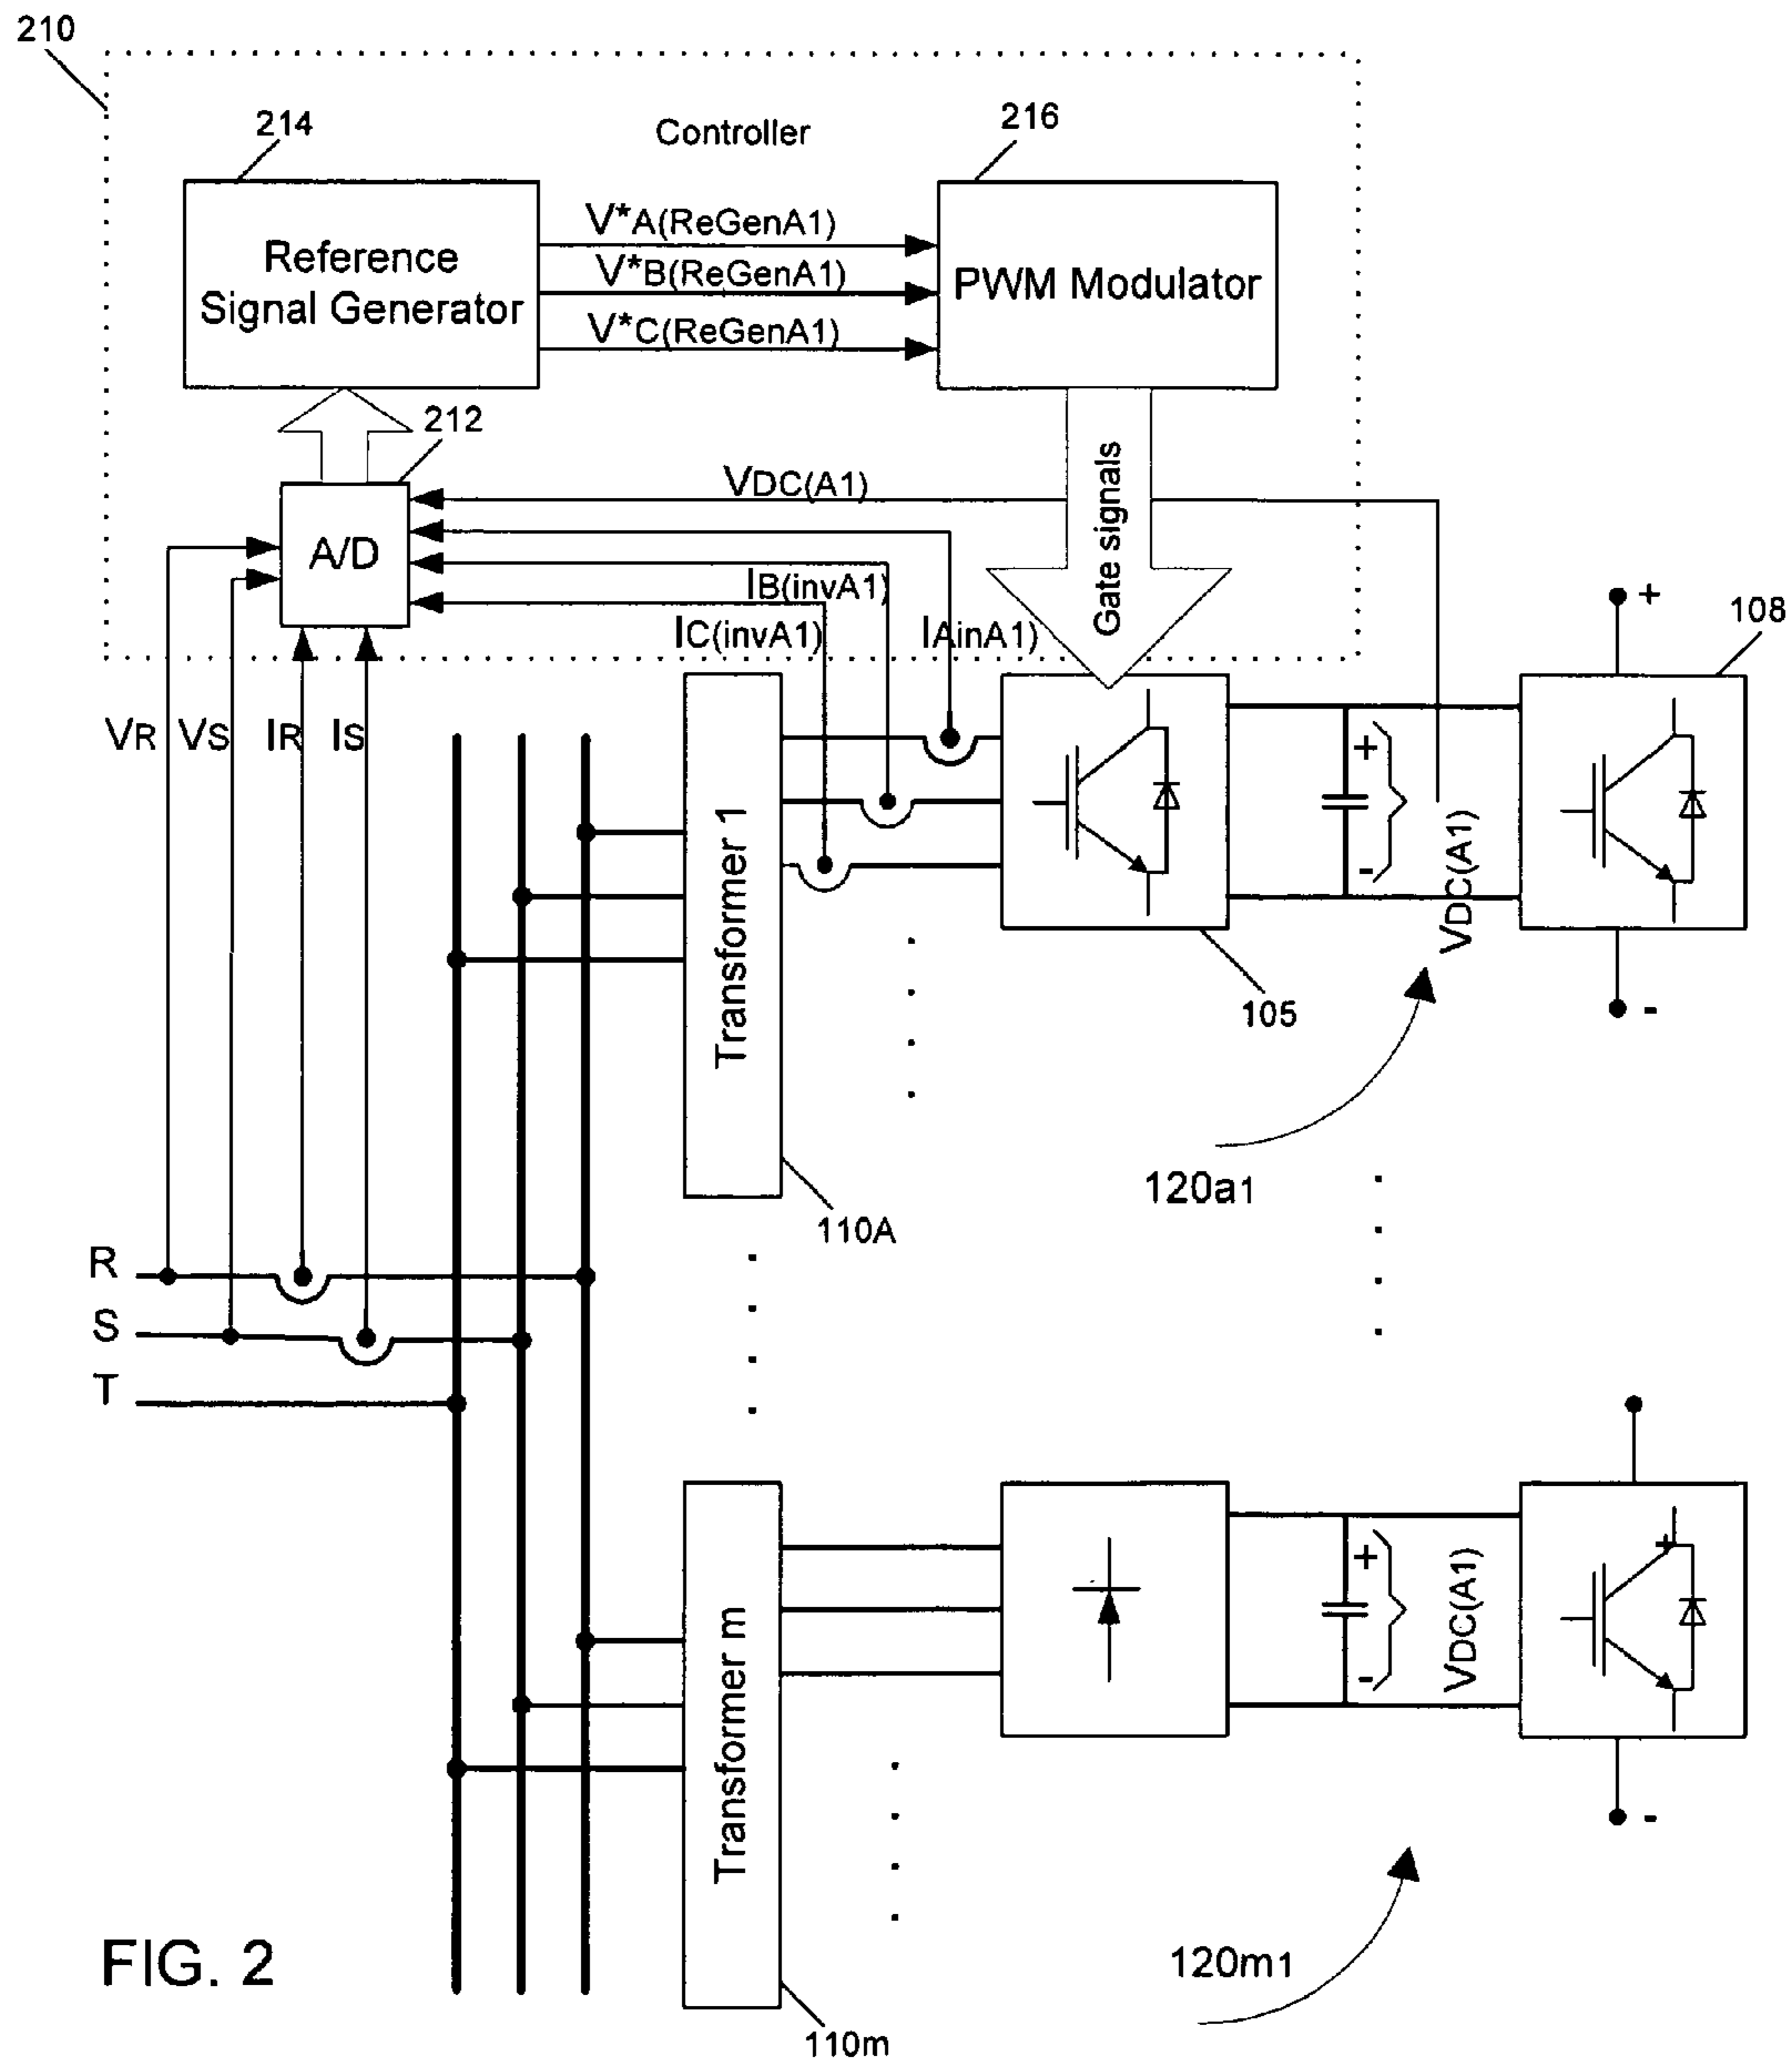 210
214
Controller
216
Reference
Signal Generator
V*A(ReGenA1)
V*B(ReGenA1)
V*C(ReGenA1)
PWM Modulator
212
VDC(A1)
A/D
Gate signals
IB(invA1)
IC(invA1)
IAinA1)
+
108
VR
VS
IR
IS
Transformer 1
+
-
VDC(A1)
105
-
120a1
110A
R
S
T
Transformer m
+
-
VDC(A1)
+
-
120m1
110m
FIG. 2